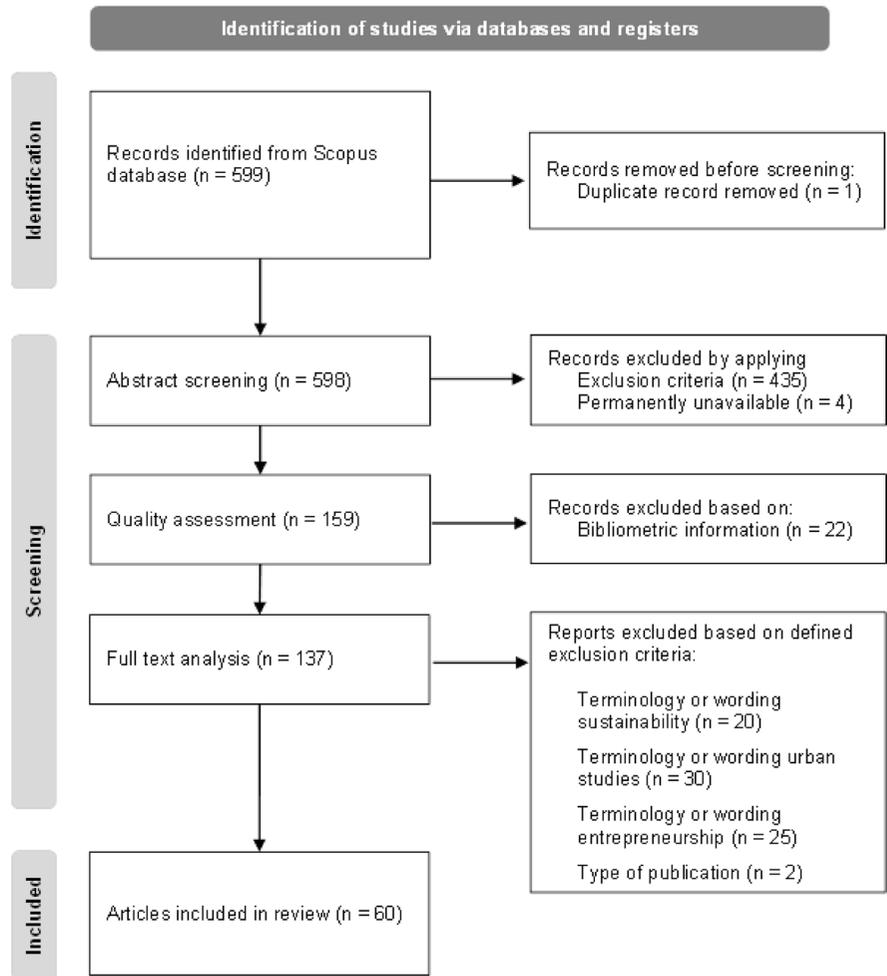 Identification of studies via databases and registers
Identification
Records identified from Scopus
database (n = 599)
Records removed before screening:
Duplicate record removed (n = 1)
Screening
Abstract screening (n = 598)
Records excluded by applying
Exclusion criteria (n = 435)
Permanently unavailable (n = 4)
Quality assessment (n = 159)
Records excluded based on:
Bibliometric information (n = 22)
Full text analysis (n = 137)
Reports excluded based on defined
exclusion criteria:
Terminology or wording
sustainability (n = 20)
Terminology or wording urban
studies (n = 30)
Terminology or wording
entrepreneurship (n = 25)
Type of publication (n = 2)
Included
Articles included in review (n = 60)